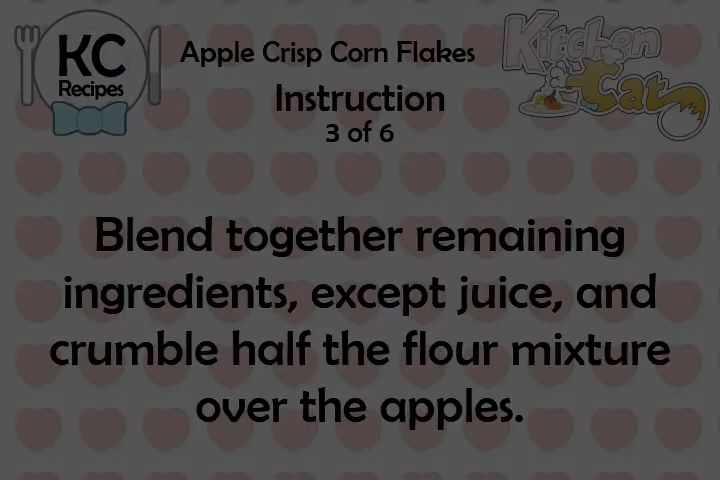 KC
Recipes
Apple Crisp Corn Flakes
Kitchen
Cat
Instruction
3 of 6
Blend together remaining
ingredients, except juice, and
crumble half the flour mixture
over the apples.